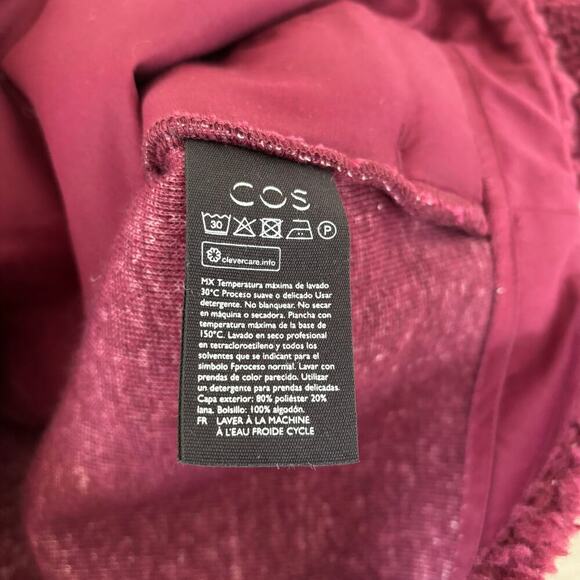 COS
30
P
clevercare.info
MX Temperatura máxima de lavado
30°C Proceso suave o delicado Usar
detergente. No blanquear. No secar
en máquina o secadora. Plancha con
temperatura máxima de la base de
150°C. Lavado en seco profesional
en tetracloroetileno y todos los
solventes que se indicant para el
simbolo Fproceso normal. Lavar con
prendas de color parecido. Utilizar
un detergente para prendas delicadas.
Capa exterior: 80% poliéster 20%
lana. Bolsillo: 100% algodón.
FR LAVER À LA MACHINE
À L'EAU FROIDE CYCLE